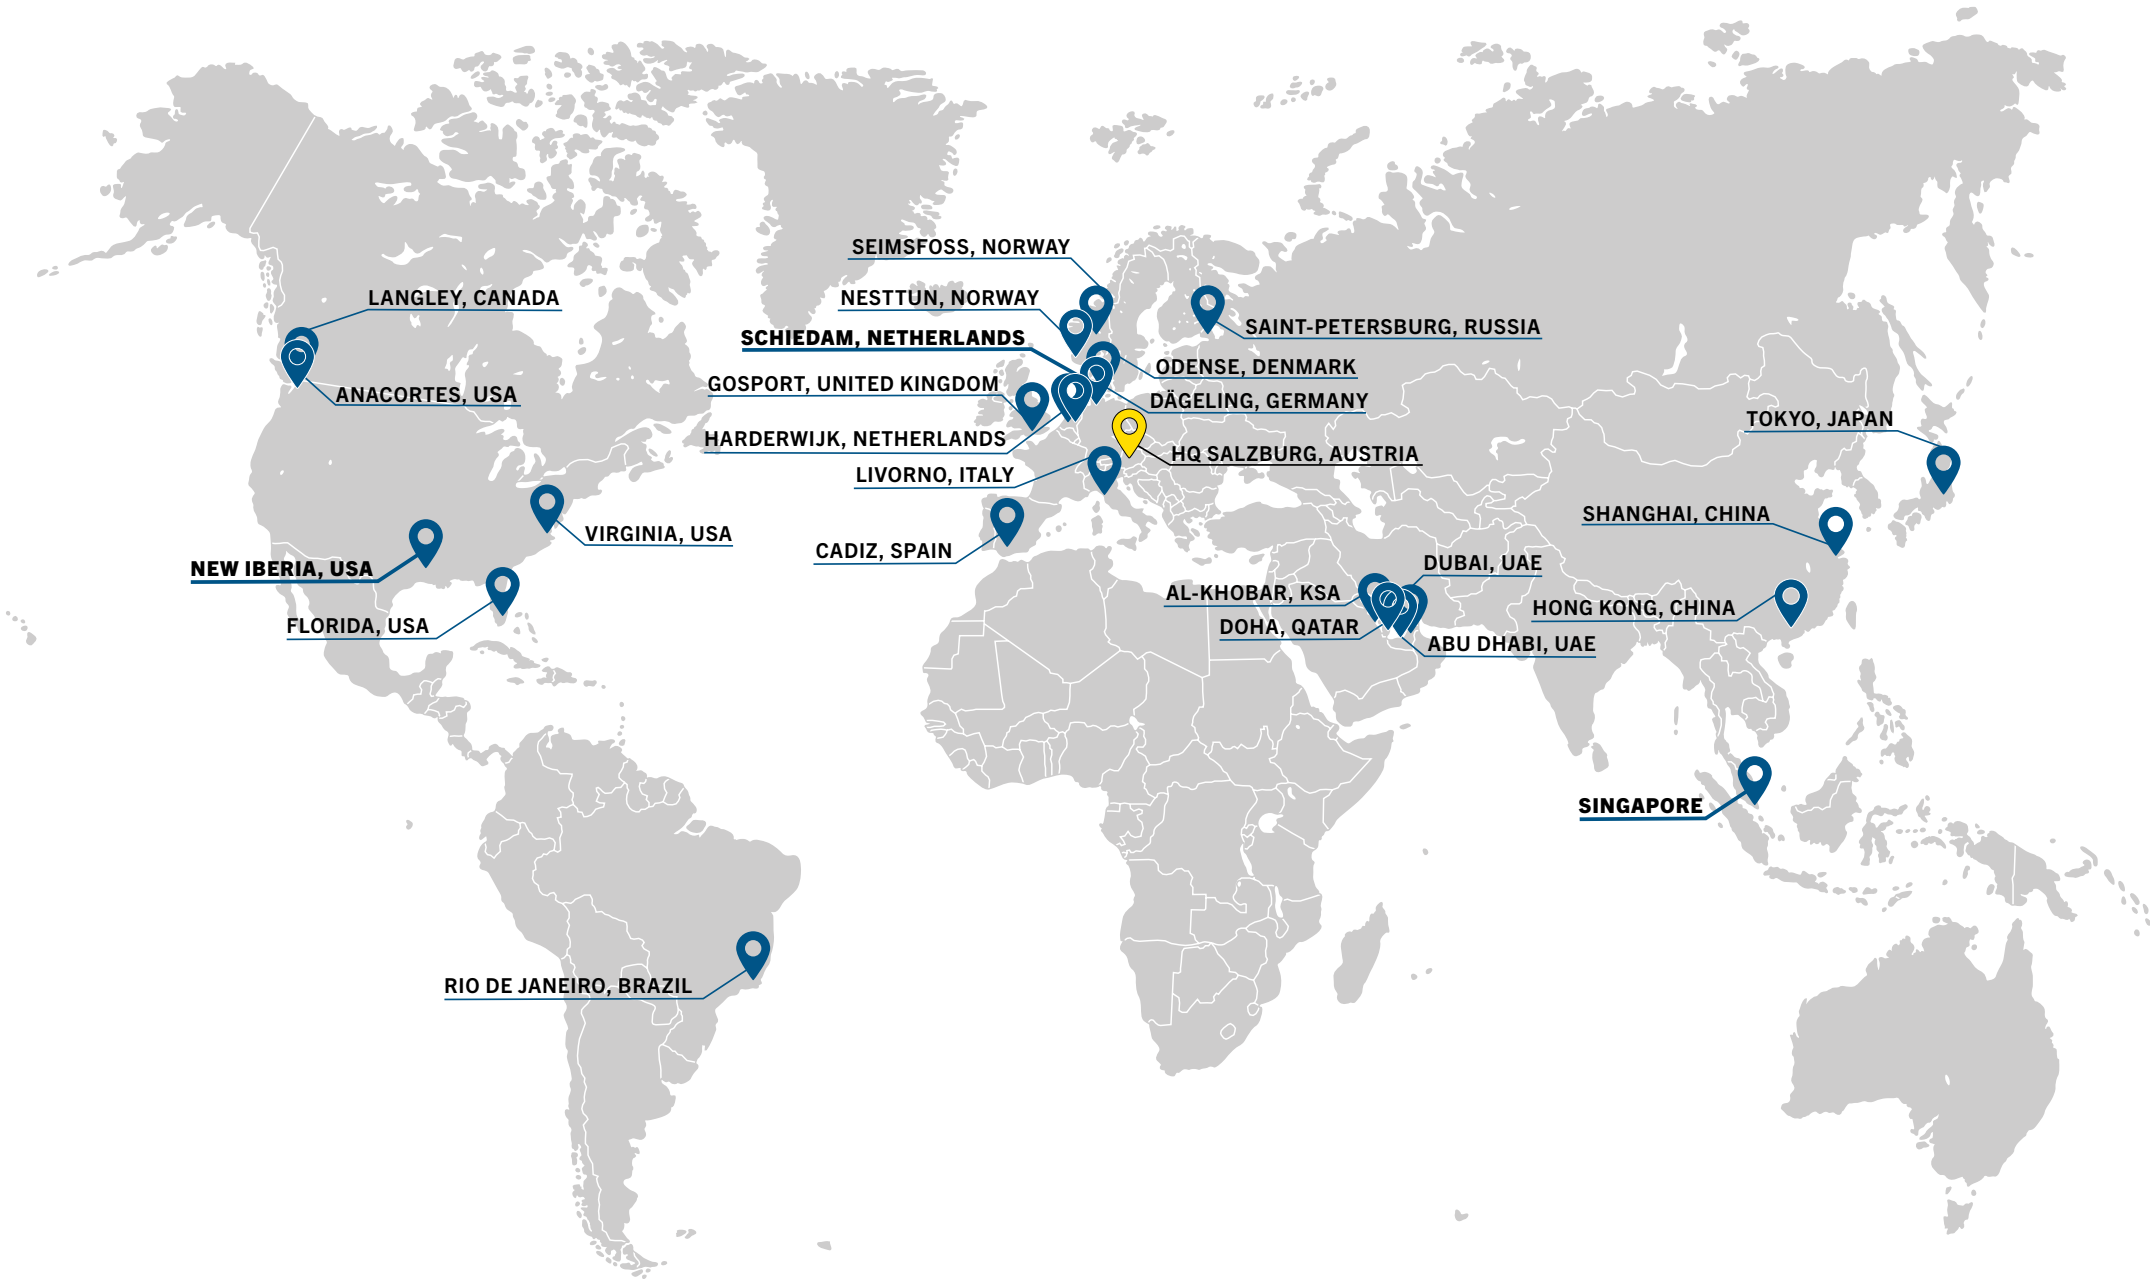 SEIMSFOSS, NORWAY
LANGLEY, CANADA
NESTTUN, NORWAY
SAINT-PETERSBURG, RUSSIA
SCHIEDAM, NETHERLANDS
ODENSE, DENMARK
GOSPORT, UNITED KINGDOM
ANACORTES, USA
DÄGELING, GERMANY
TOKYO, JAPAN
HARDERWIJK, NETHERLANDS
HQ SALZBURG, AUSTRIA
LIVORNO, ITALY
SHANGHAI, CHINA
VIRGINIA, USA
CADIZ, SPAIN
DUBAI, UAE
NEW IBERIA, USA
AL-KHOBAR, KSA
HONG KONG, CHINA
FLORIDA, USA
DOHA, QATAR
ABU DHABI, UAE
SINGAPORE
RIO DE JANEIRO, BRAZIL